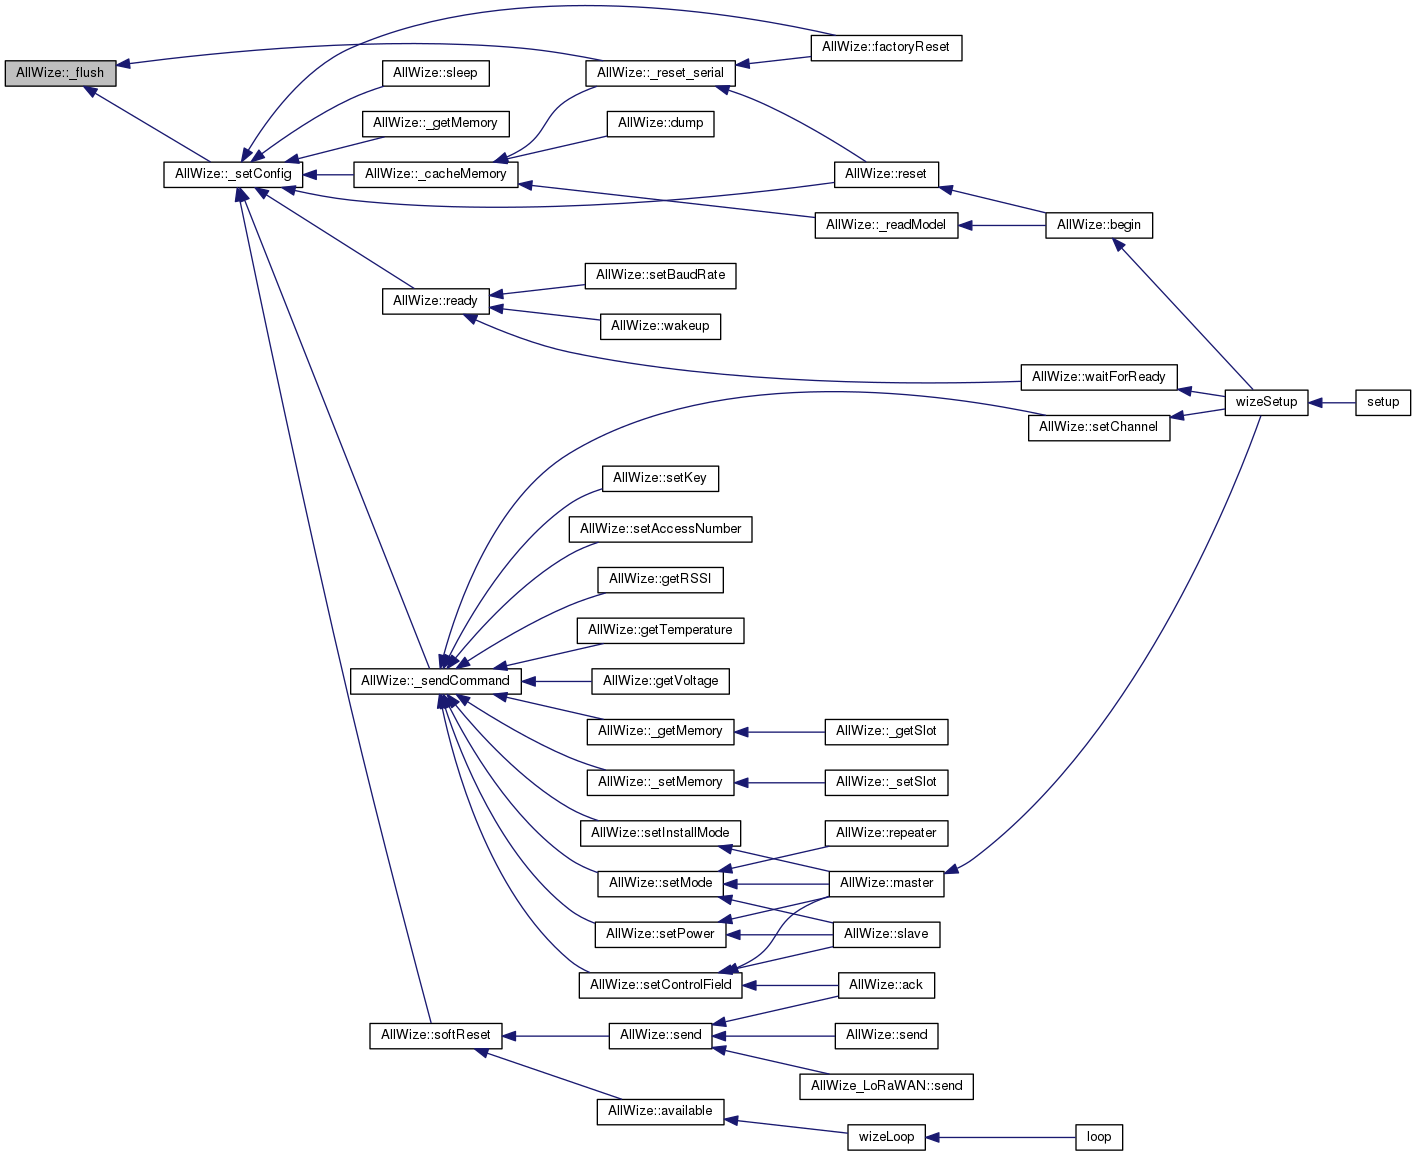 AllWize::factoryReset
AllWize::_flush
AllWize::sleep
AllWize::_reset_serial
AllWize::_getMemory
AllWize::dump
AllWize::_setConfig
AllWize::_cacheMemory
AllWize::reset
AllWize::_readModel
AllWize::begin
AllWize::setBaudRate
AllWize::ready
AllWize::wakeup
AllWize::waitForReady
wizeSetup
setup
AllWize::setChannel
AllWize::setKey
AllWize::setAccessNumber
AllWize::getRSSI
AllWize::getTemperature
AllWize::_sendCommand
AllWize::getVoltage
AllWize::_getMemory
AllWize::_getSlot
AllWize::_setMemory
AllWize::_setSlot
AllWize::setInstallMode
AllWize::repeater
AllWize::setMode
AllWize::master
AllWize::setPower
AllWize::slave
AllWize::setControlField
AllWize::ack
AllWize::softReset
AllWize::send
AllWize::send
AllWize_LoRaWAN::send
AllWize::available
wizeLoop
loop